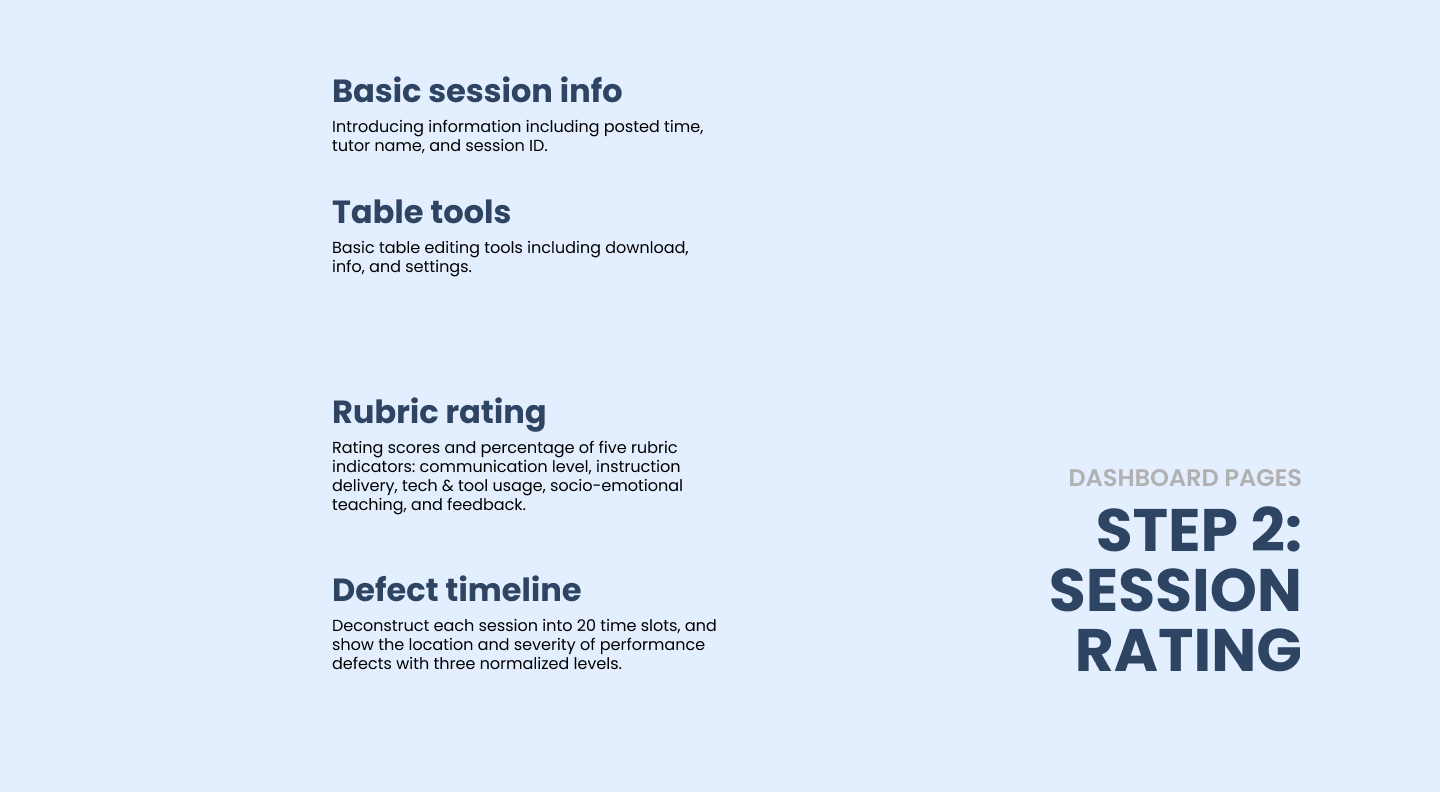 Basic session info
Introducing information including posted time,
tutor name, and session ID.
Table tools
Basic table editing tools including download,
info, and settings.
Rubric rating
Rating scores and percentage of five rubric
indicators: communication level, instruction
delivery, tech & tool usage, socio-emotional
teaching, and feedback.
Defect timeline
Deconstruct each session into 20 time slots, and
show the location and severity of performance
defects with three normalized levels.
DASHBOARD PAGES
STEP 2:
SESSION
RATING